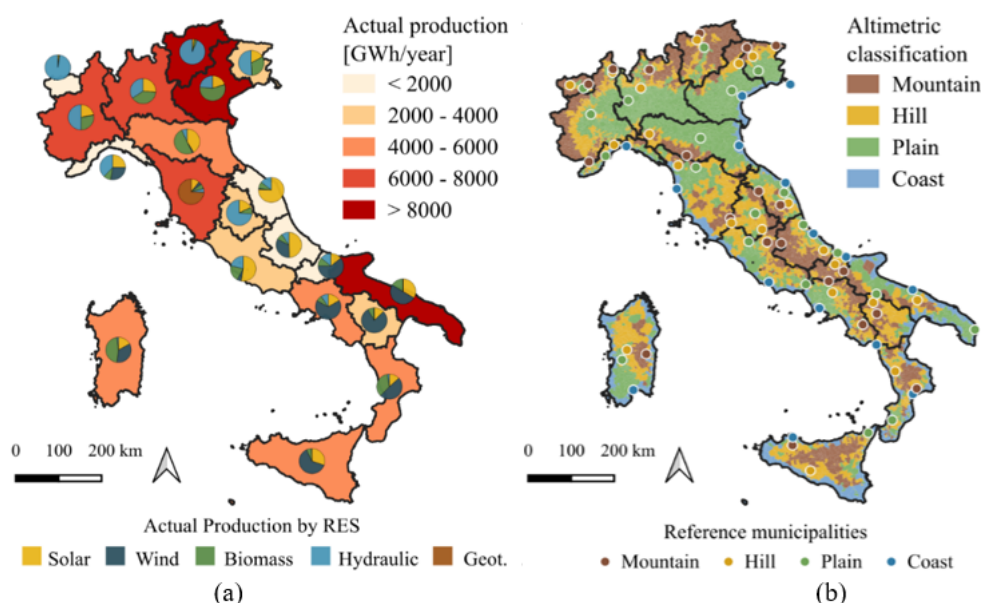 Actual production
[GWh/year]
< 2000
2000 - 4000
4000 - 6000
6000 - 8000
> 8000
0 100 200 km
Actual Production by RES
Solar Wind Biomass Hydraulic Geot.
(a)
Altimetric
classification
Mountain
Hill
Plain
Coast
0 100 200 km
Reference municipalities
Mountain Hill Plain Coast
(b)